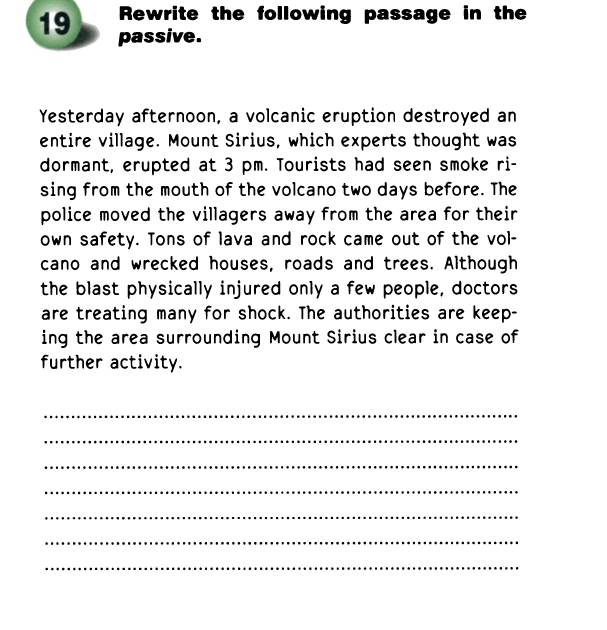 19
Rewrite the following passage in the
passive.
Yesterday afternoon, a volcanic eruption destroyed an
entire village. Mount Sirius, which experts thought was
dormant, erupted at 3 pm. Tourists had seen smoke ri-
sing from the mouth of the volcano two days before. The
police moved the villagers away from the area for their
own safety. Tons of lava and rock came out of the vol-
cano and wrecked houses, roads and trees. Although
the blast physically injured only a few people, doctors
are treating many for shock. The authorities are keep-
ing the area surrounding Mount Sirius clear in case of
further activity.